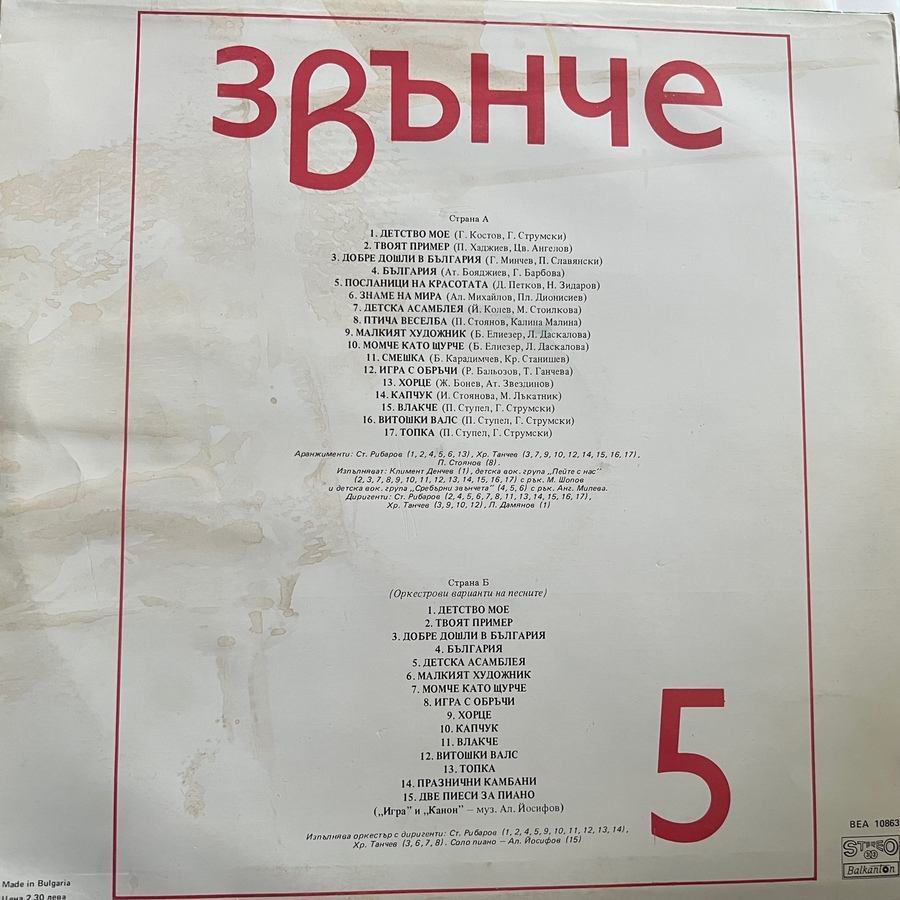 звънче
Страна А
1. ДЕТСТВО МОЕ (Г. Костов, Г. Струмски)
2. ТВОЯТ ПРИМЕР (П. Хаджиев, Цв. Ангелов)
3. ДОБРЕ ДОШЛИ В БЪЛГАРИЯ (Г. Минчев, П. Славянски)
4. БЪЛГАРИЯ (Ат. Бояджиев, Г. Барбова)
5. ПОСЛАНИЦИ НА КРАСОТАТА (Д. Петков, Н. Зидаров)
6. ЗНАМЕ НА МИРА (Ал. Михайлов, Пл. Дионисиев)
7. ДЕТСКА АСАМБЛЕЯ (Й. Колев, М. Стоилкова)
8. ПТИЧА ВЕСЕЛБА (П. Стоянов, Калина Малина)
9. МАЛКИЯТ ХУДОЖНИК (Б. Елиезер, Л. Даскалова)
10. МОМЧЕ КАТО ЩУРЧЕ (Б. Елиезер, Л. Даскалова)
11. СМЕШКА (Б. Карадимчев, Кр. Станишев)
12. ИГРА С ОБРЪЧИ (Р. Бальозов, Т. Ганчева)
13. ХОРЦЕ (Ж. Бонев, Ат. Звездинов)
14. КАПЧУК (И. Стоянова, М. Лъкатник)
15. ВЛАКЧЕ (П. Ступел, Г. Струмски)
16. ВИТОШКИ ВАЛС (П. Ступел, Г. Струмски)
17. ТОПКА (П. Ступел, Г. Струмски)
Аранжименти: Ст. Рибаров (1, 2, 4, 5, 6, 13), Хр. Танчев (3, 7, 9, 10, 12, 14, 15, 16, 17),
П. Стоянов (8).
Изпълняват: Климент Денчев (1), детска вок. група „Пейте с нас”
(2, 3, 7, 8, 9, 10, 11, 12, 13, 14, 15, 16, 17) с рък. М. Шопов
и детска вок. група „Сребърни звънчета” (4, 5, 6) с рък. Анг. Милева.
Диригенти: Ст. Рибаров (2, 4, 5, 6, 7, 8, 11, 13, 14, 15, 16, 17),
Хр. Танчев (3, 9, 10, 12), П. Дамянов (1)
Страна Б
(Оркестрови варианти на песните)
1. ДЕТСТВО МОЕ
2. ТВОЯТ ПРИМЕР
3. ДОБРЕ ДОШЛИ В БЪЛГАРИЯ
4. БЪЛГАРИЯ
5. ДЕТСКА АСАМБЛЕЯ
6. МАЛКИЯТ ХУДОЖНИК
7. МОМЧЕ КАТО ЩУРЧЕ
8. ИГРА С ОБРЪЧИ
9. ХОРЦЕ
10. КАПЧУК
11. ВЛАКЧЕ
12. ВИТОШКИ ВАЛС
13. ТОПКА
14. ПРАЗНИЧНИ КАМБАНИ
15. ДВЕ ПИЕСИ ЗА ПИАНО
(„Игра” и „Канон” – муз. Ал. Йосифов)
Изпълнява оркестър с диригенти: Ст. Рибаров (1, 2, 4, 5, 9, 10, 11, 12, 13, 14),
Хр. Танчев (3, 6, 7, 8). Соло пиано – Ал. Йосифов (15)
5
ВЕА 10863
STEREO
33
Balkanton
Made in Bulgaria
Цена 2.30 лева